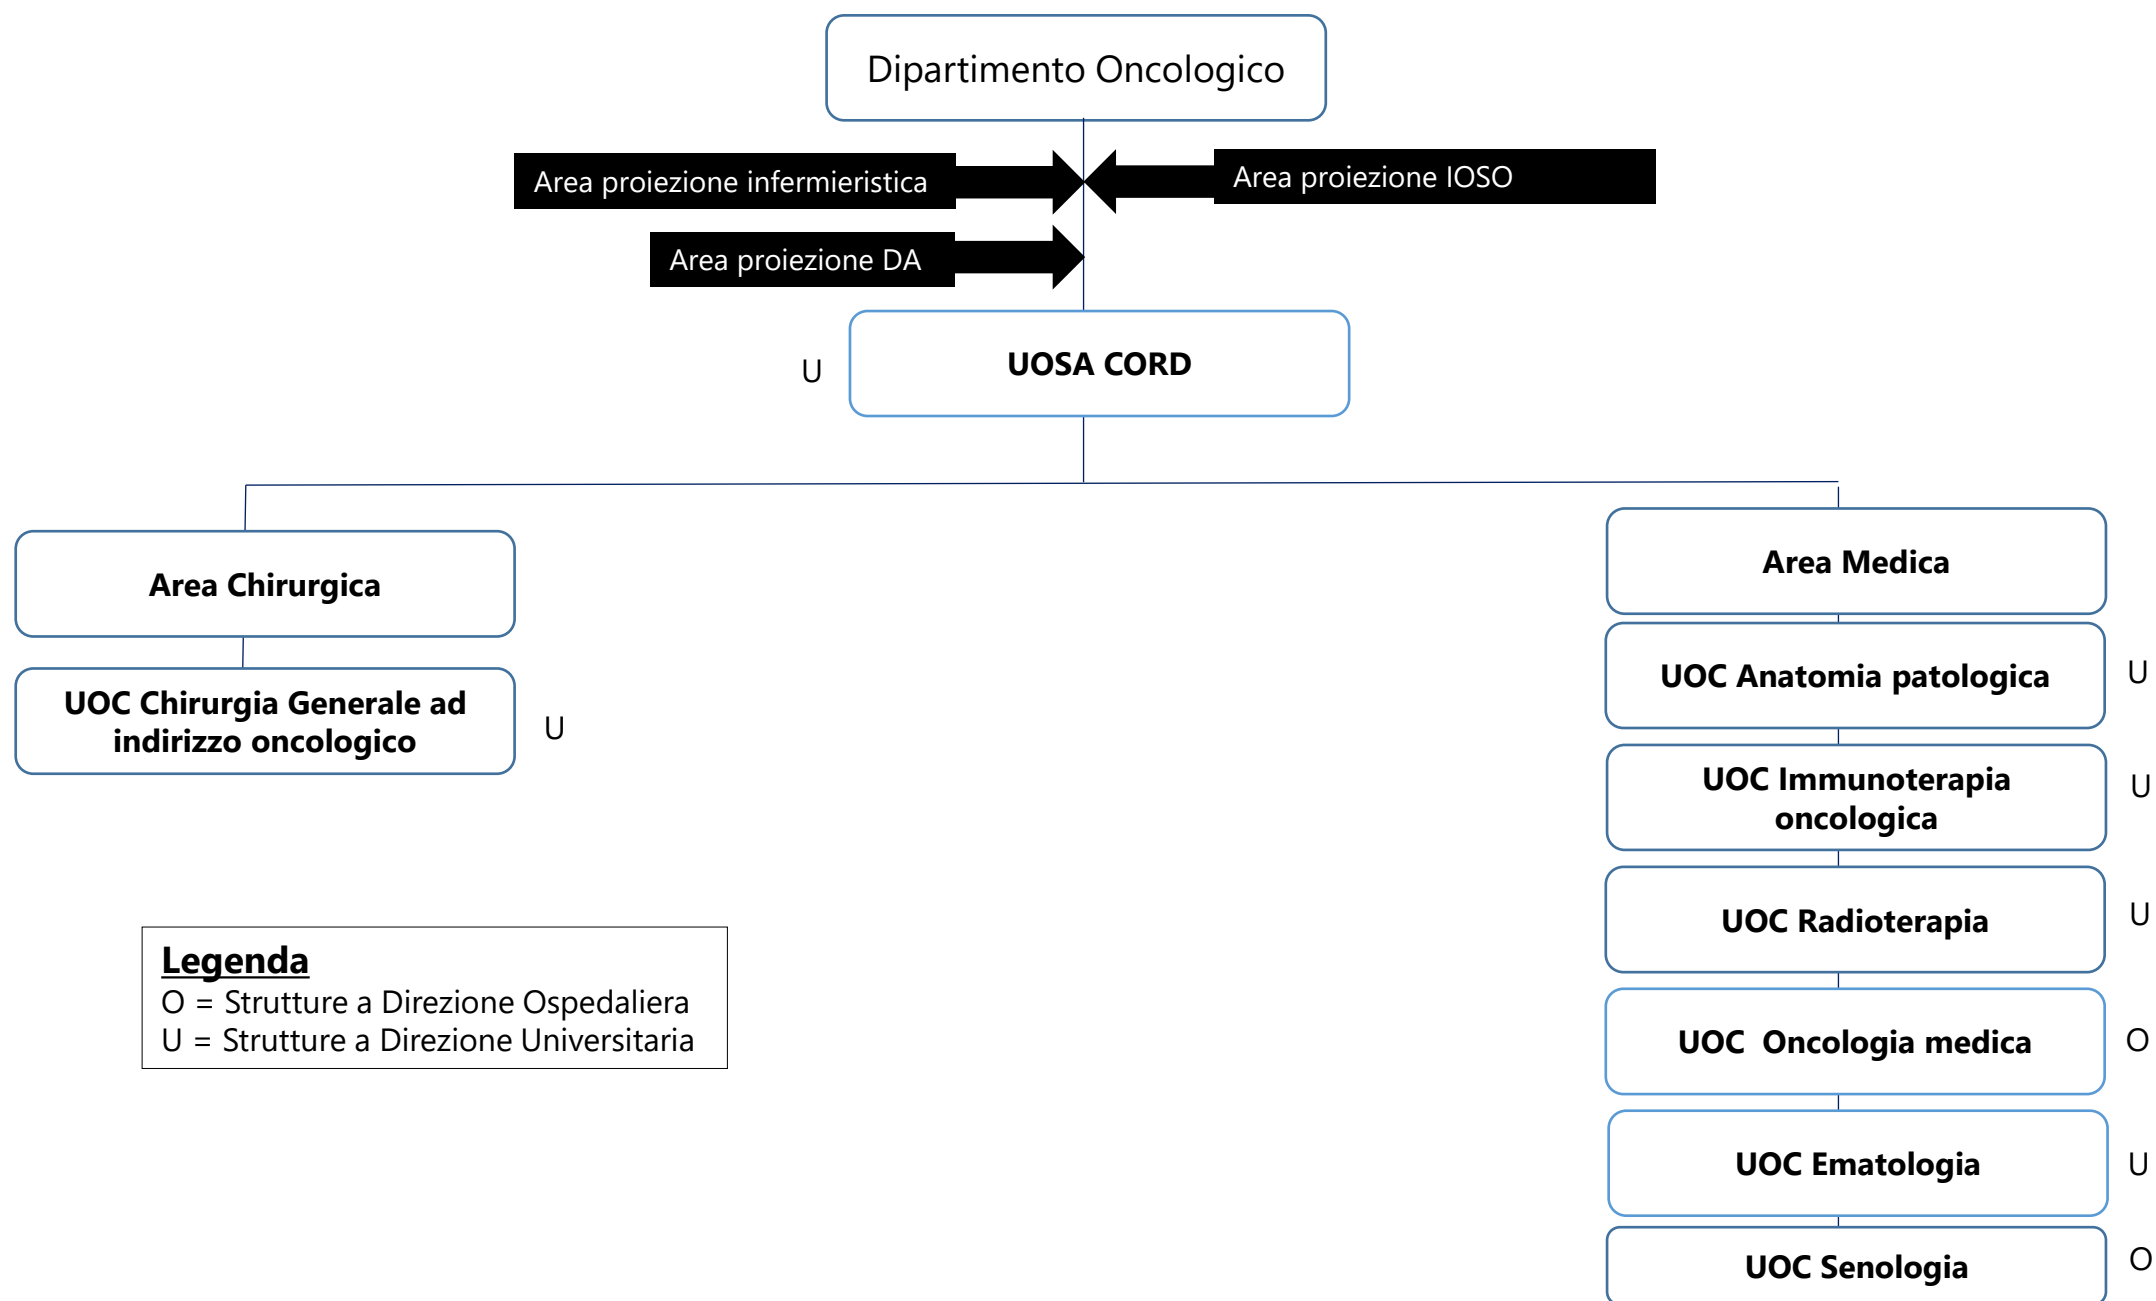 Dipartimento Oncologico
Area proiezione infermieristica
Area proiezione IOSO
Area proiezione DA
U
UOSA CORD
Area Chirurgica
UOC Chirurgia Generale ad
indirizzo oncologico
U
Area Medica
UOC Anatomia patologica
U
UOC Immunoterapia
oncologica
U
UOC Radioterapia
U
UOC  Oncologia medica
O
UOC Ematologia
U
UOC Senologia
O
Legenda
O = Strutture a Direzione Ospedaliera
U = Strutture a Direzione Universitaria